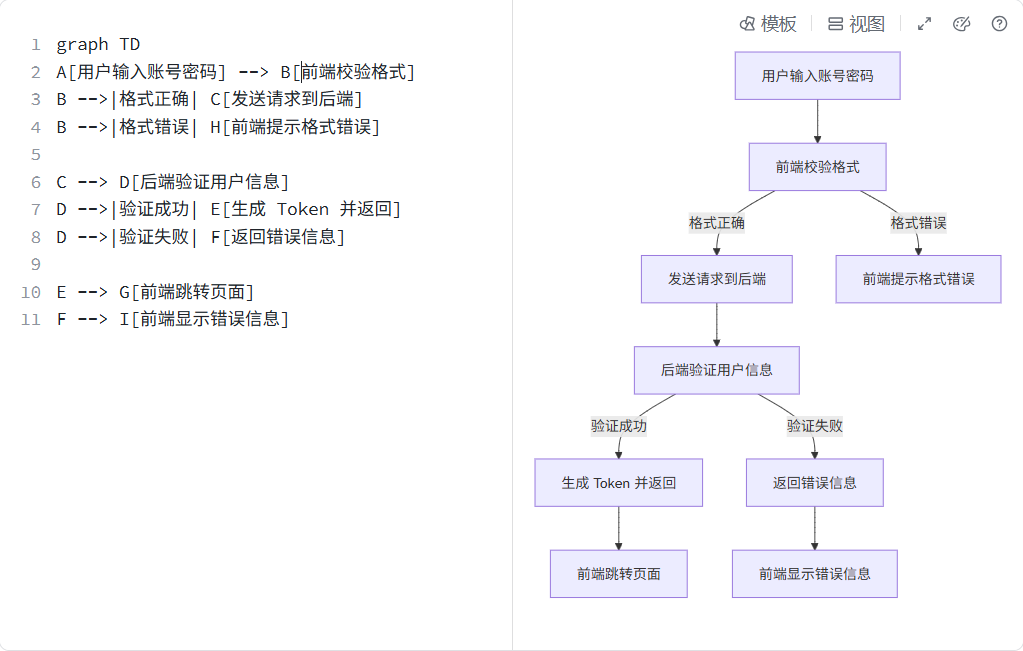 1 graph TD
2 A[用户输入账号密码] --> B[前端校验格式]
3 B -->|格式正确| C[发送请求到后端]
4 B -->|格式错误| H[前端提示格式错误]
5
6 C --> D[后端验证用户信息]
7 D -->|验证成功| E[生成 Token 并返回]
8 D -->|验证失败| F[返回错误信息]
9
10 E --> G[前端跳转页面]
11 F --> I[前端显示错误信息]
模板 视图
用户输入账号密码
前端校验格式
格式正确 格式错误
发送请求到后端 前端提示格式错误
后端验证用户信息
验证成功 验证失败
生成 Token 并返回 返回错误信息
前端跳转页面 前端显示错误信息